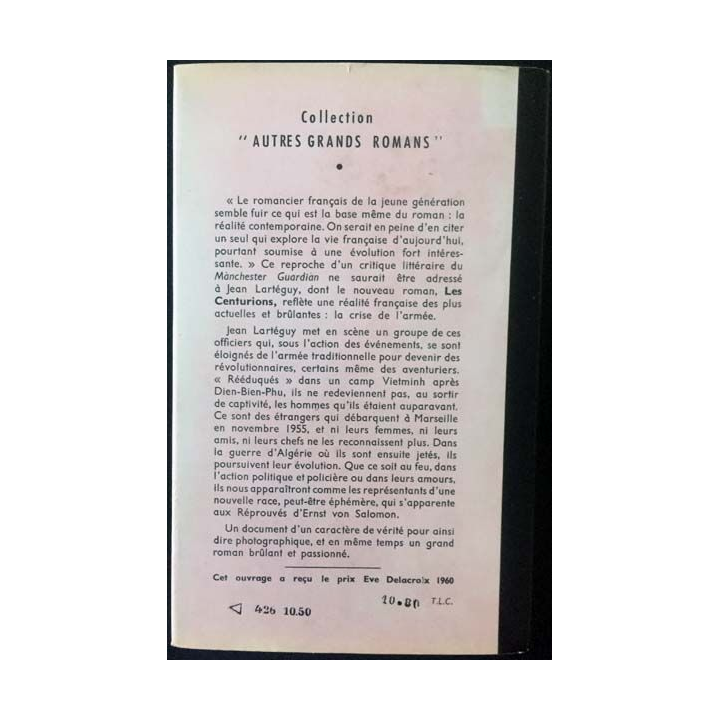 Collection
" AUTRES GRANDS ROMANS "
•
« Le romancier français de la jeune génération
semble fuir ce qui est la base même du roman : la
réalité contemporaine. On serait en peine d'en citer
un seul qui explore la vie française d'aujourd'hui,
pourtant soumise à une évolution fort intéres-
sante. » Ce reproche d'un critique littéraire du
Manchester Guardian ne saurait être adressé
à Jean Lartéguy, dont le nouveau roman, Les
Centurions, reflète une réalité française des plus
actuelles et brûlantes : la crise de l'armée.
Jean Lartéguy met en scène un groupe de ces
officiers qui, sous l'action des événements, se sont
éloignés de l'armée traditionnelle pour devenir des
révolutionnaires, certains même des aventuriers.
« Rééduqués » dans un camp Vietminh après
Dien-Bien-Phu, ils ne redeviennent pas, au sortir
de captivité, les hommes qu'ils étaient auparavant.
Ce sont des étrangers qui débarquent à Marseille
en novembre 1955, et ni leurs femmes, ni leurs
amis, ni leurs chefs ne les reconnaissent plus. Dans
la guerre d'Algérie où ils sont ensuite jetés, ils
poursuivent leur évolution. Que ce soit au feu, dans
l'action politique et policière ou dans leurs amours,
ils nous apparaîtront comme les représentants d'une
nouvelle race, peut-être éphémère, qui s'apparente
aux Réprouvés d'Ernst von Salomon.
Un document d'un caractère de vérité pour ainsi
dire photographique, et en même temps un grand
roman brûlant et passionné.
Cet ouvrage a reçu le prix Eve Delacroix 1960
426 10.50 T.L.C.